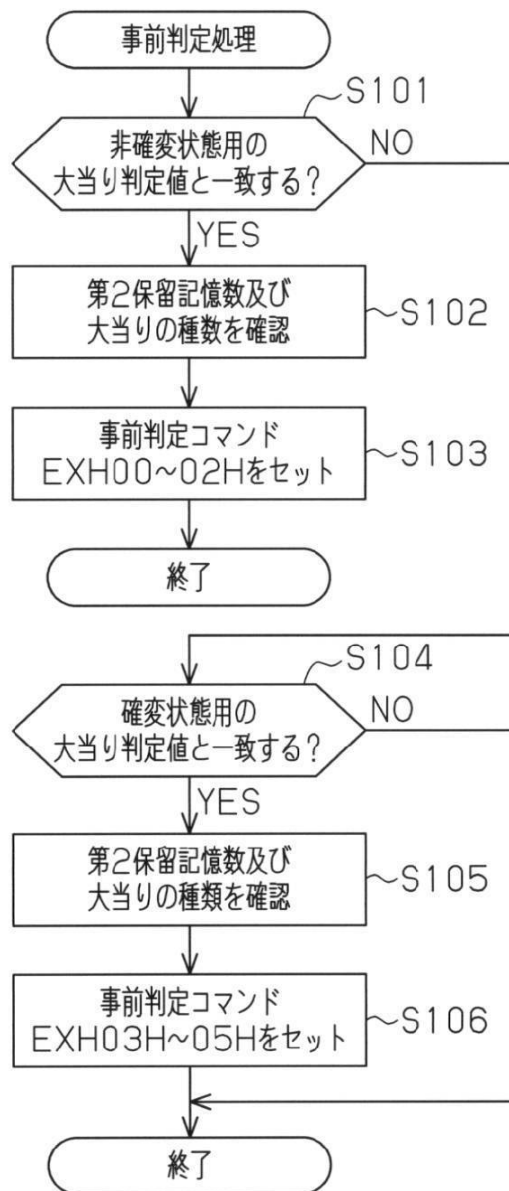 事前判定処理
S101
非確変状態用の
大当り判定値と一致する?
NO
YES
第2保留記憶数及び
大当りの種数を確認
S102
事前判定コマンド
EXH00~02Hをセット
S103
終了
S104
確変状態用の
大当り判定値と一致する?
NO
YES
第2保留記憶数及び
大当りの種類を確認
S105
事前判定コマンド
EXH03H~05Hをセット
S106
終了